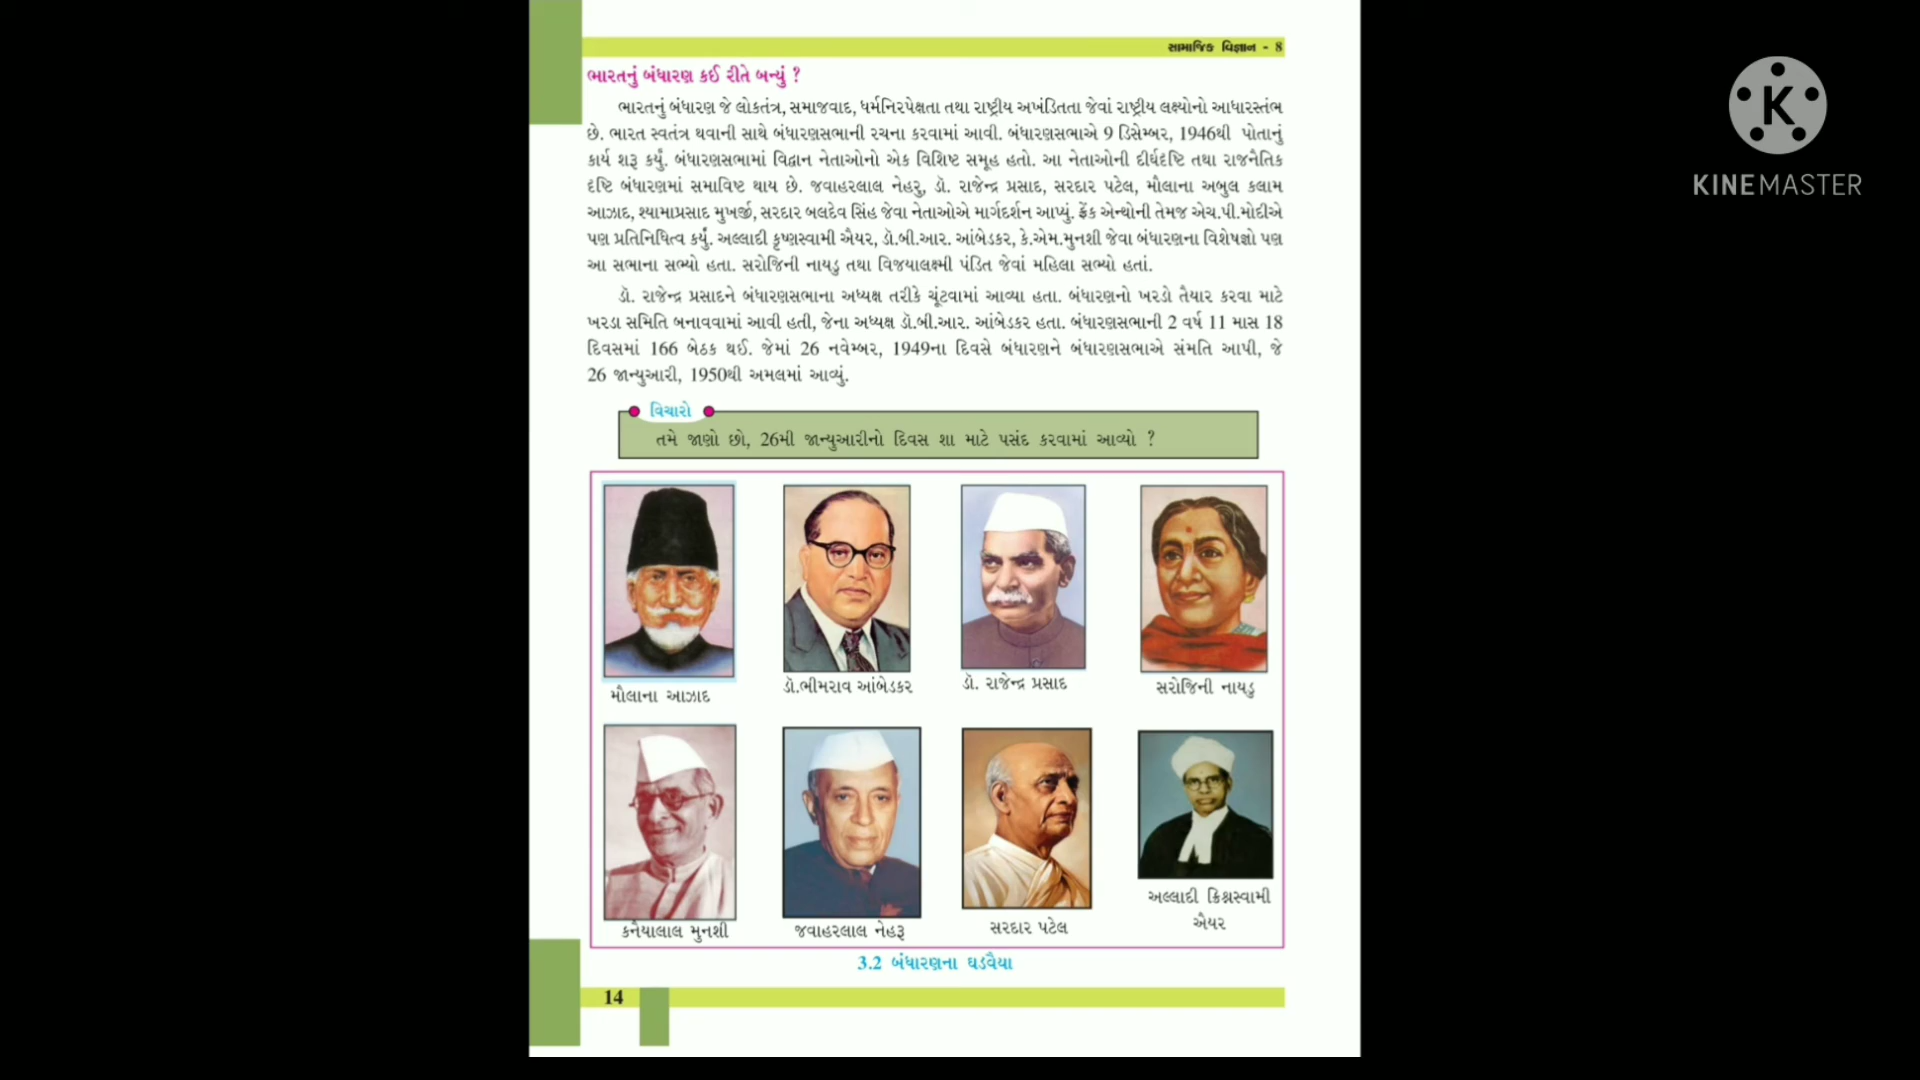 સામાજિક વિજ્ઞાન - 8
ભારતનું બંધારણ કઈ રીતે બન્યું ?
ભારતનું બંધારણ જે લોકતંત્ર, સમાજવાદ, ધર્મનિરપેક્ષતા તથા રાષ્ટ્રીય અખંડિતતા જેવાં રાષ્ટ્રીય લક્ષ્યોનો આધારસ્તંભ
છે. ભારત સ્વતંત્ર થવાની સાથે બંધારણસભાની રચના કરવામાં આવી. બંધારણસભાએ 9 ડિસેમ્બર, 1946થી પોતાનું
કાર્ય શરૂ કર્યું. બંધારણસભામાં વિદ્વાન નેતાઓનો એક વિશિષ્ટ સમૂહ હતો. આ નેતાઓની દીર્ઘદૃષ્ટિ તથા રાજનૈતિક
દૃષ્ટિ બંધારણમાં સમાવિષ્ટ થાય છે. જવાહરલાલ નેહરુ, ડૉ. રાજેન્દ્ર પ્રસાદ, સરદાર પટેલ, મૌલાના અબુલ કલામ
આઝાદ, શ્યામાપ્રસાદ મુખર્જી, સરદાર બલદેવ સિંહ જેવા નેતાઓએ માર્ગદર્શન આપ્યું. ફ્રેંક એન્થોની તેમજ એચ.પી.મોદીએ
પણ પ્રતિનિધિત્વ કર્યું. અલ્લાદી કૃષ્ણસ્વામી ઐયર, ડૉ.બી.આર. આંબેડકર, કે.એમ.મુનશી જેવા બંધારણના વિશેષજ્ઞો પણ
આ સભાના સભ્યો હતા. સરોજિની નાયડુ તથા વિજયાલક્ષ્મી પંડિત જેવાં મહિલા સભ્યો હતાં.
ડૉ. રાજેન્દ્ર પ્રસાદને બંધારણસભાના અધ્યક્ષ તરીકે ચૂંટવામાં આવ્યા હતા. બંધારણનો ખરડો તૈયાર કરવા માટે
ખરડા સમિતિ બનાવવામાં આવી હતી, જેના અધ્યક્ષ ડૉ.બી.આર. આંબેડકર હતા. બંધારણસભાની 2 વર્ષ 11 માસ 18
દિવસમાં 166 બેઠક થઈ. જેમાં 26 નવેમ્બર, 1949ના દિવસે બંધારણને બંધારણસભાએ સંમતિ આપી, જે
26 જાન્યુઆરી, 1950થી અમલમાં આવ્યું.
વિચારો
તમે જાણો છો, 26મી જાન્યુઆરીનો દિવસ શા માટે પસંદ કરવામાં આવ્યો ?
મૌલાના આઝાદ
ડૉ.ભીમરાવ આંબેડકર
ડૉ. રાજેન્દ્ર પ્રસાદ
સરોજિની નાયડુ
કનૈયાલાલ મુનશી
જવાહરલાલ નેહરૂ
સરદાર પટેલ
અલ્લાદી ક્રિશ્નસ્વામી
ઐયર
3.2 બંધારણના ઘડવૈયા
14
K
KINEMASTER